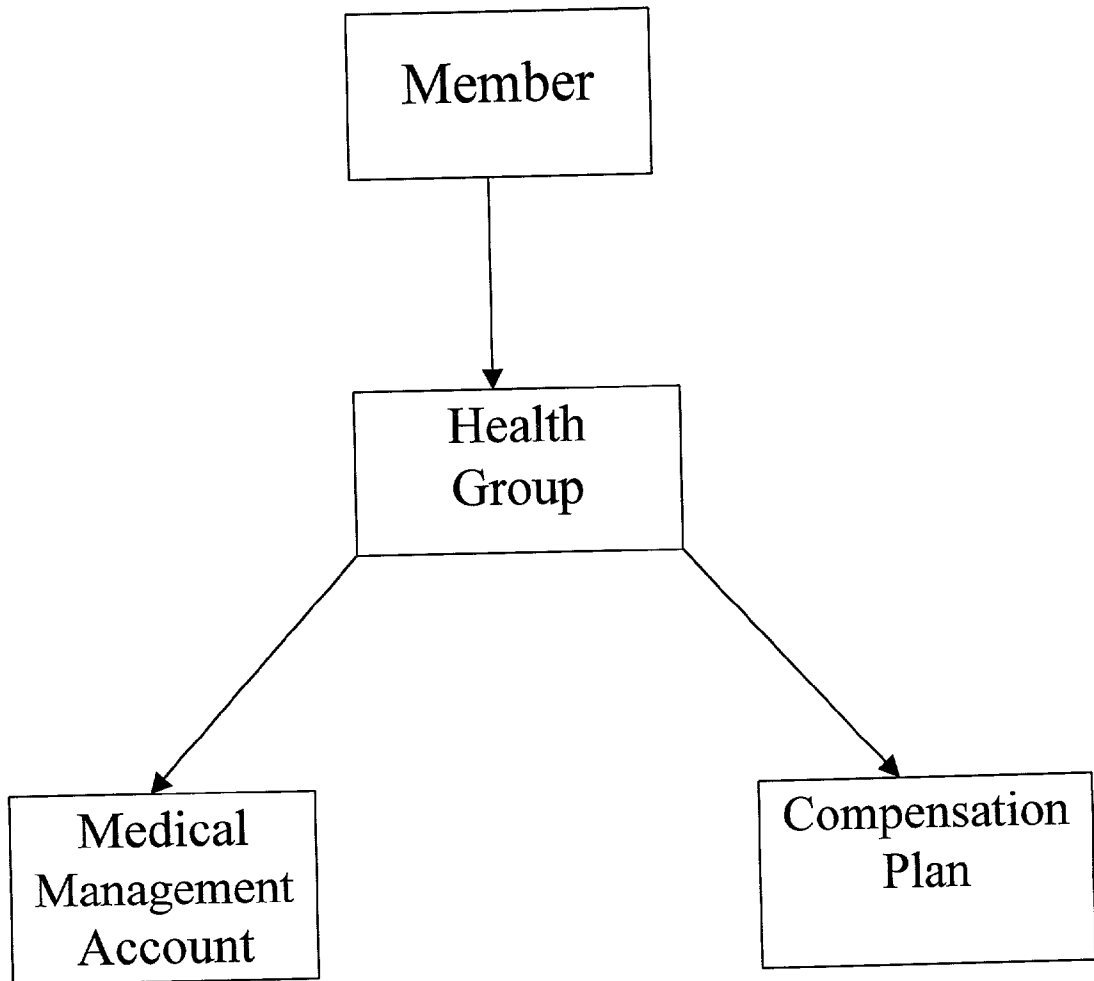 Member
Health
Group
Medical
Management
Account
Compensation
Plan